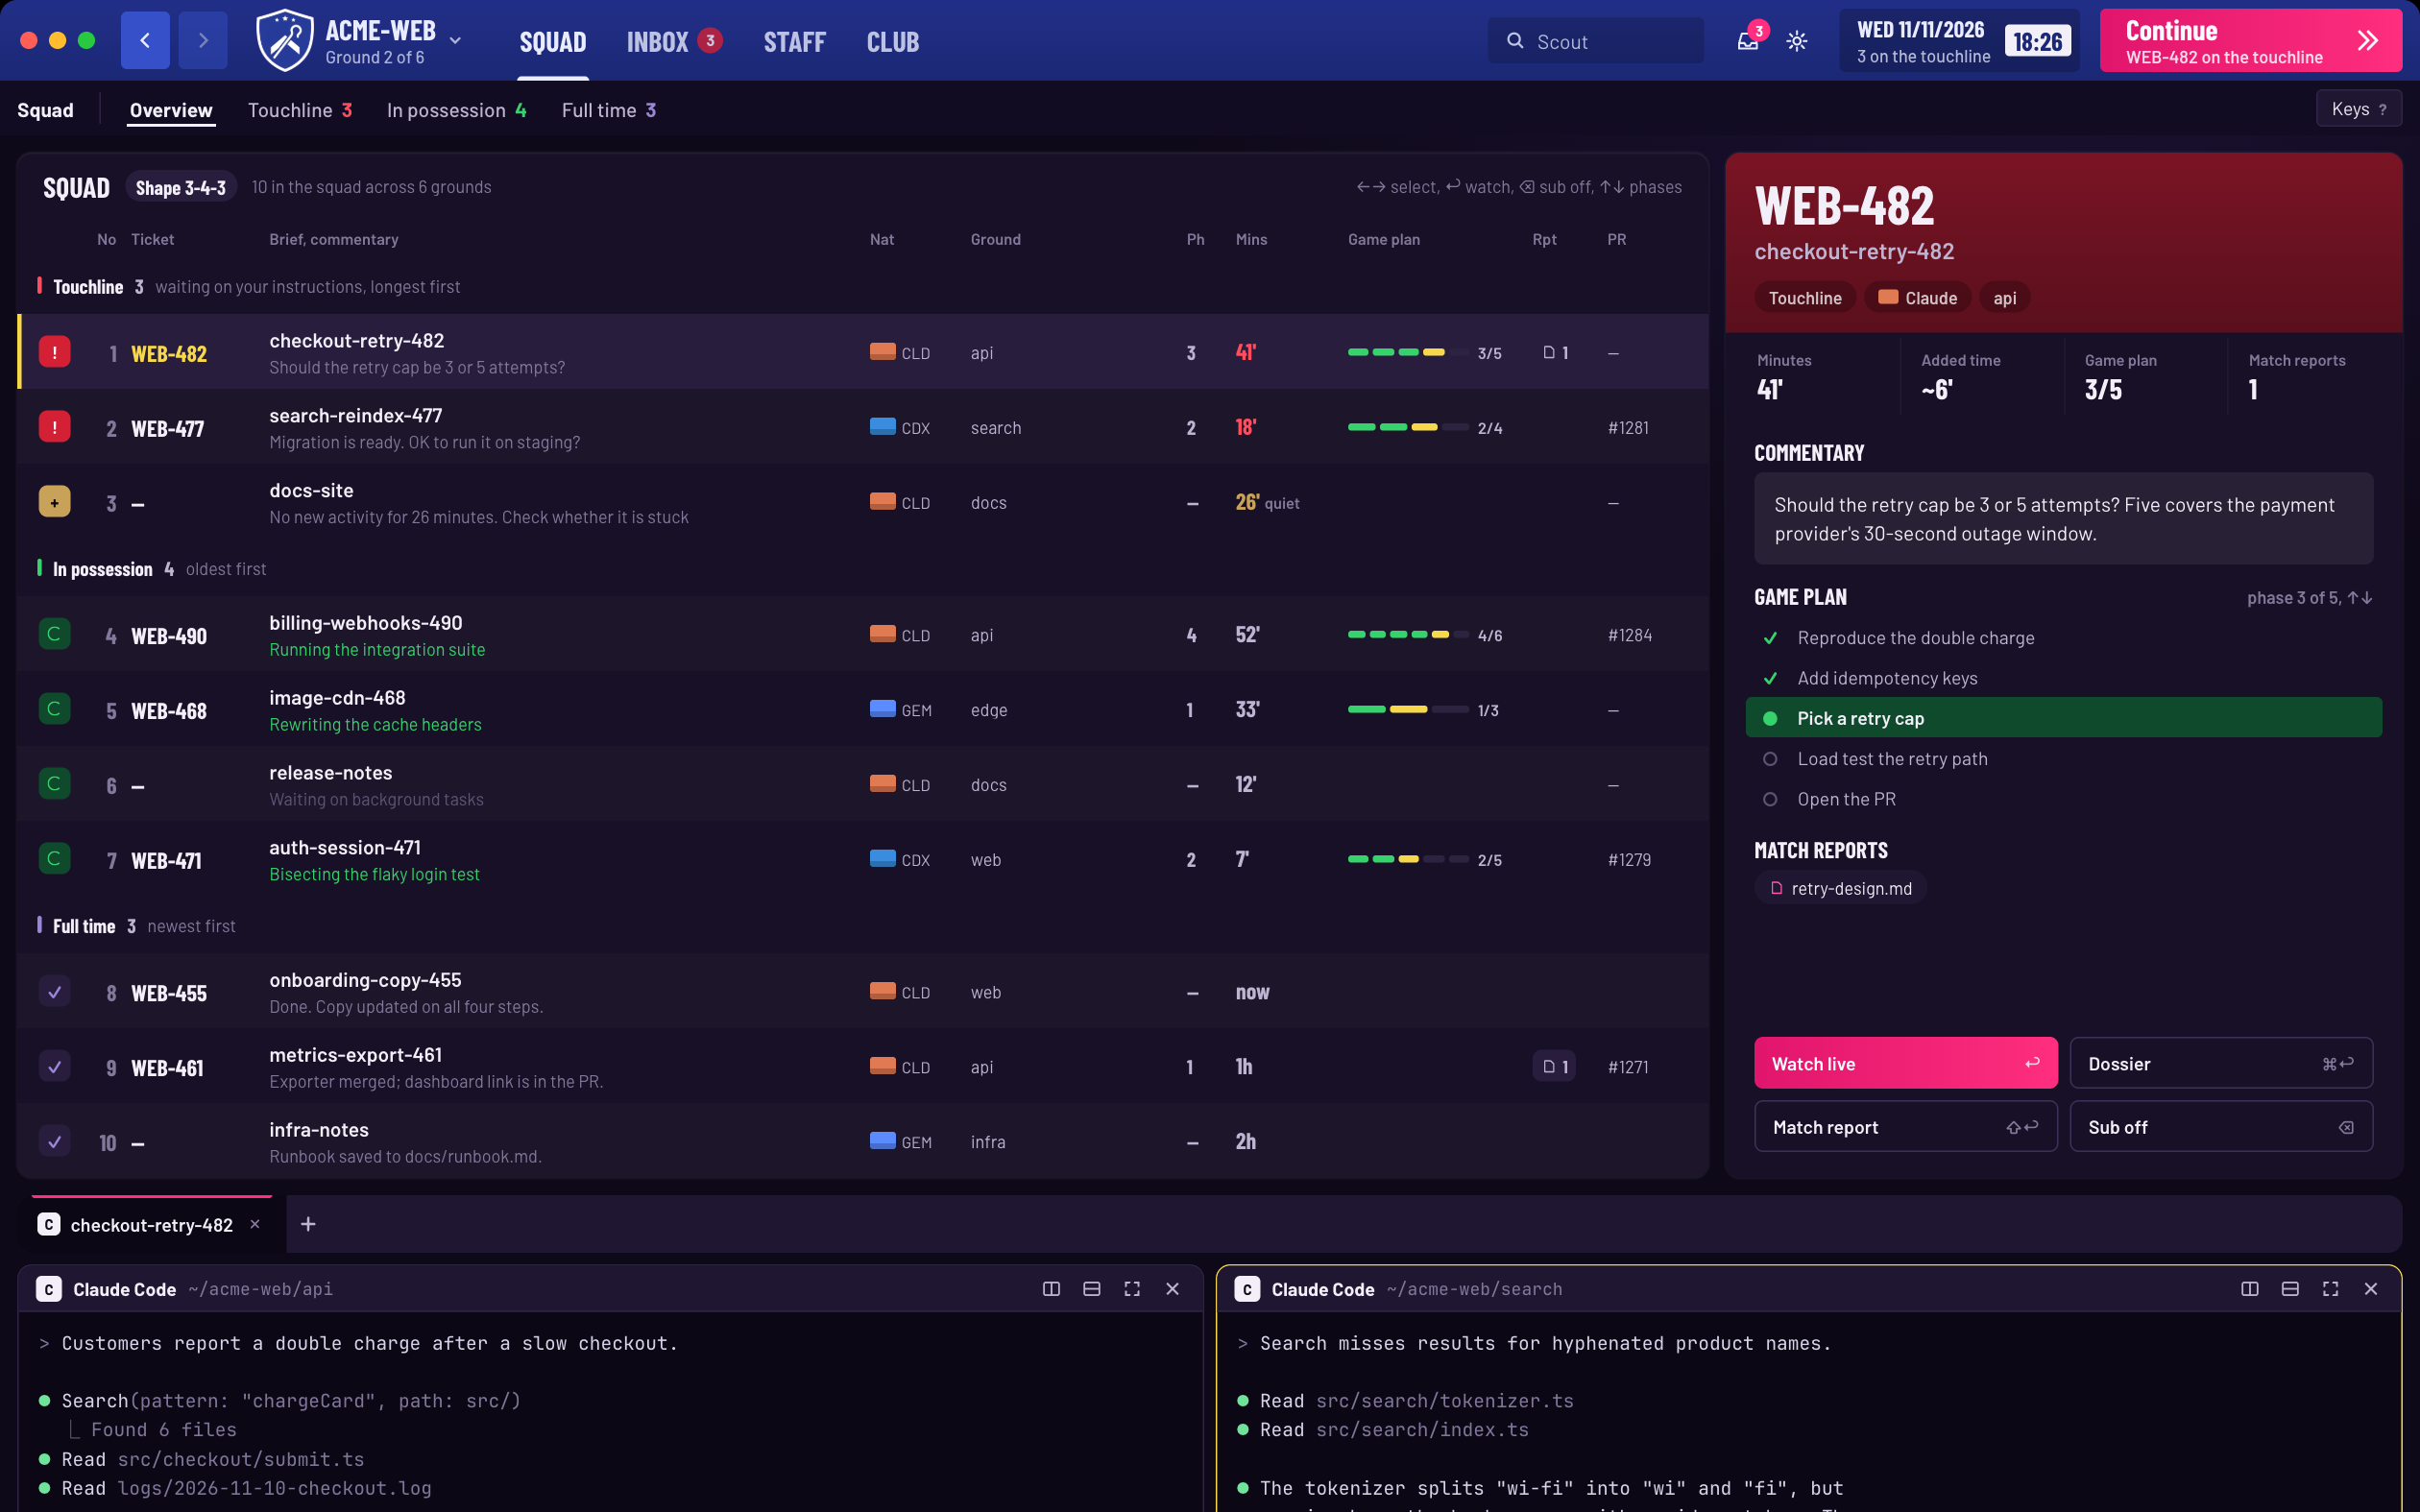 ACME-WEB
Ground 2 of 6
SQUAD INBOX 3 STAFF CLUB
Scout
3
WED 11/11/2026
3 on the touchline
18:26
Continue
WEB-482 on the touchline
Squad Overview Touchline 3 In possession 4 Full time 3
Keys ?
SQUAD Shape 3-4-3 10 in the squad across 6 grounds
←→ select, ↩ watch, ⌫ sub off, ↑↓ phases
No Ticket Brief, commentary Nat Ground Ph Mins Game plan Rpt PR
Touchline 3 waiting on your instructions, longest first
! 1 WEB-482 checkout-retry-482 CLD api 3 41' 3/5 1 –
Should the retry cap be 3 or 5 attempts?
! 2 WEB-477 search-reindex-477 CDX search 2 18' 2/4 #1281
Migration is ready. OK to run it on staging?
+ 3 – docs-site CLD docs – 26' quiet –
No new activity for 26 minutes. Check whether it is stuck
In possession 4 oldest first
C 4 WEB-490 billing-webhooks-490 CLD api 4 52' 4/6 #1284
Running the integration suite
C 5 WEB-468 image-cdn-468 GEM edge 1 33' 1/3 –
Rewriting the cache headers
C 6 – release-notes CLD docs – 12' –
Waiting on background tasks
C 7 WEB-471 auth-session-471 CDX web 2 7' 2/5 #1279
Bisecting the flaky login test
Full time 3 newest first
8 WEB-455 onboarding-copy-455 CLD web – now
Done. Copy updated on all four steps.
9 WEB-461 metrics-export-461 CLD api 1 1h 1 #1271
Exporter merged; dashboard link is in the PR.
10 – infra-notes GEM infra – 2h
Runbook saved to docs/runbook.md.
WEB-482
checkout-retry-482
Touchline Claude api
Minutes Added time Game plan Match reports
41' ~6' 3/5 1
COMMENTARY
Should the retry cap be 3 or 5 attempts? Five covers the payment
provider's 30-second outage window.
GAME PLAN phase 3 of 5, ↑↓
Reproduce the double charge
Add idempotency keys
Pick a retry cap
Load test the retry path
Open the PR
MATCH REPORTS
retry-design.md
Watch live ↩
Dossier ⌘↩
Match report ⇧↩
Sub off ⌫
C checkout-retry-482 × +
C Claude Code ~/acme-web/api
> Customers report a double charge after a slow checkout.
Search(pattern: "chargeCard", path: src/)
Found 6 files
Read src/checkout/submit.ts
Read logs/2026-11-10-checkout.log
C Claude Code ~/acme-web/search
> Search misses results for hyphenated product names.
Read src/search/tokenizer.ts
Read src/search/index.ts
The tokenizer splits "wi-fi" into "wi" and "fi", but